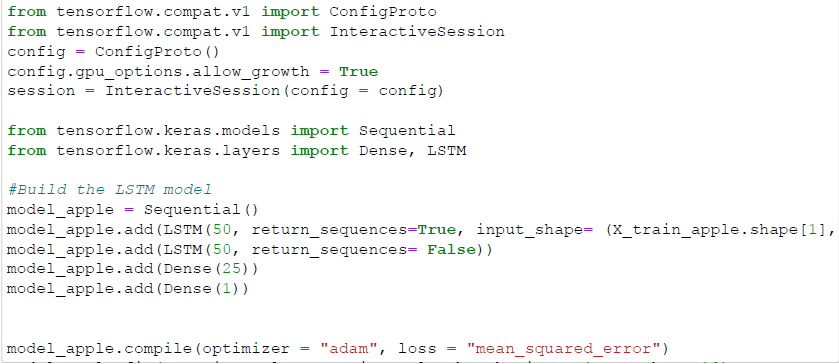 from tensorflow.compat.v1 import ConfigProto
from tensorflow.compat.v1 import InteractiveSession
config = ConfigProto()
config.gpu_options.allow_growth = True
session = InteractiveSession(config = config)
from tensorflow.keras.models import Sequential
from tensorflow.keras.layers import Dense, LSTM
#Build the LSTM model
model_apple = Sequential()
model_apple.add(LSTM(50, return_sequences=True, input_shape= (X_train_apple.shape[1],
model_apple.add(LSTM(50, return_sequences= False))
model_apple.add(Dense(25))
model_apple.add(Dense(1))
model_apple.compile(optimizer = "adam", loss = "mean_squared_error")